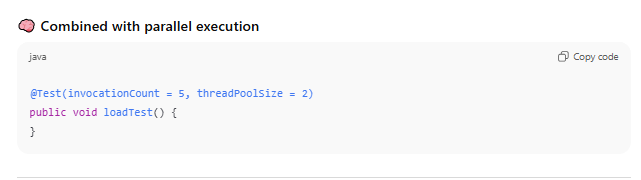 🧠 Combined with parallel execution
java
Copy code
@Test(invocationCount = 5, threadPoolSize = 2)
public void loadTest() {
}